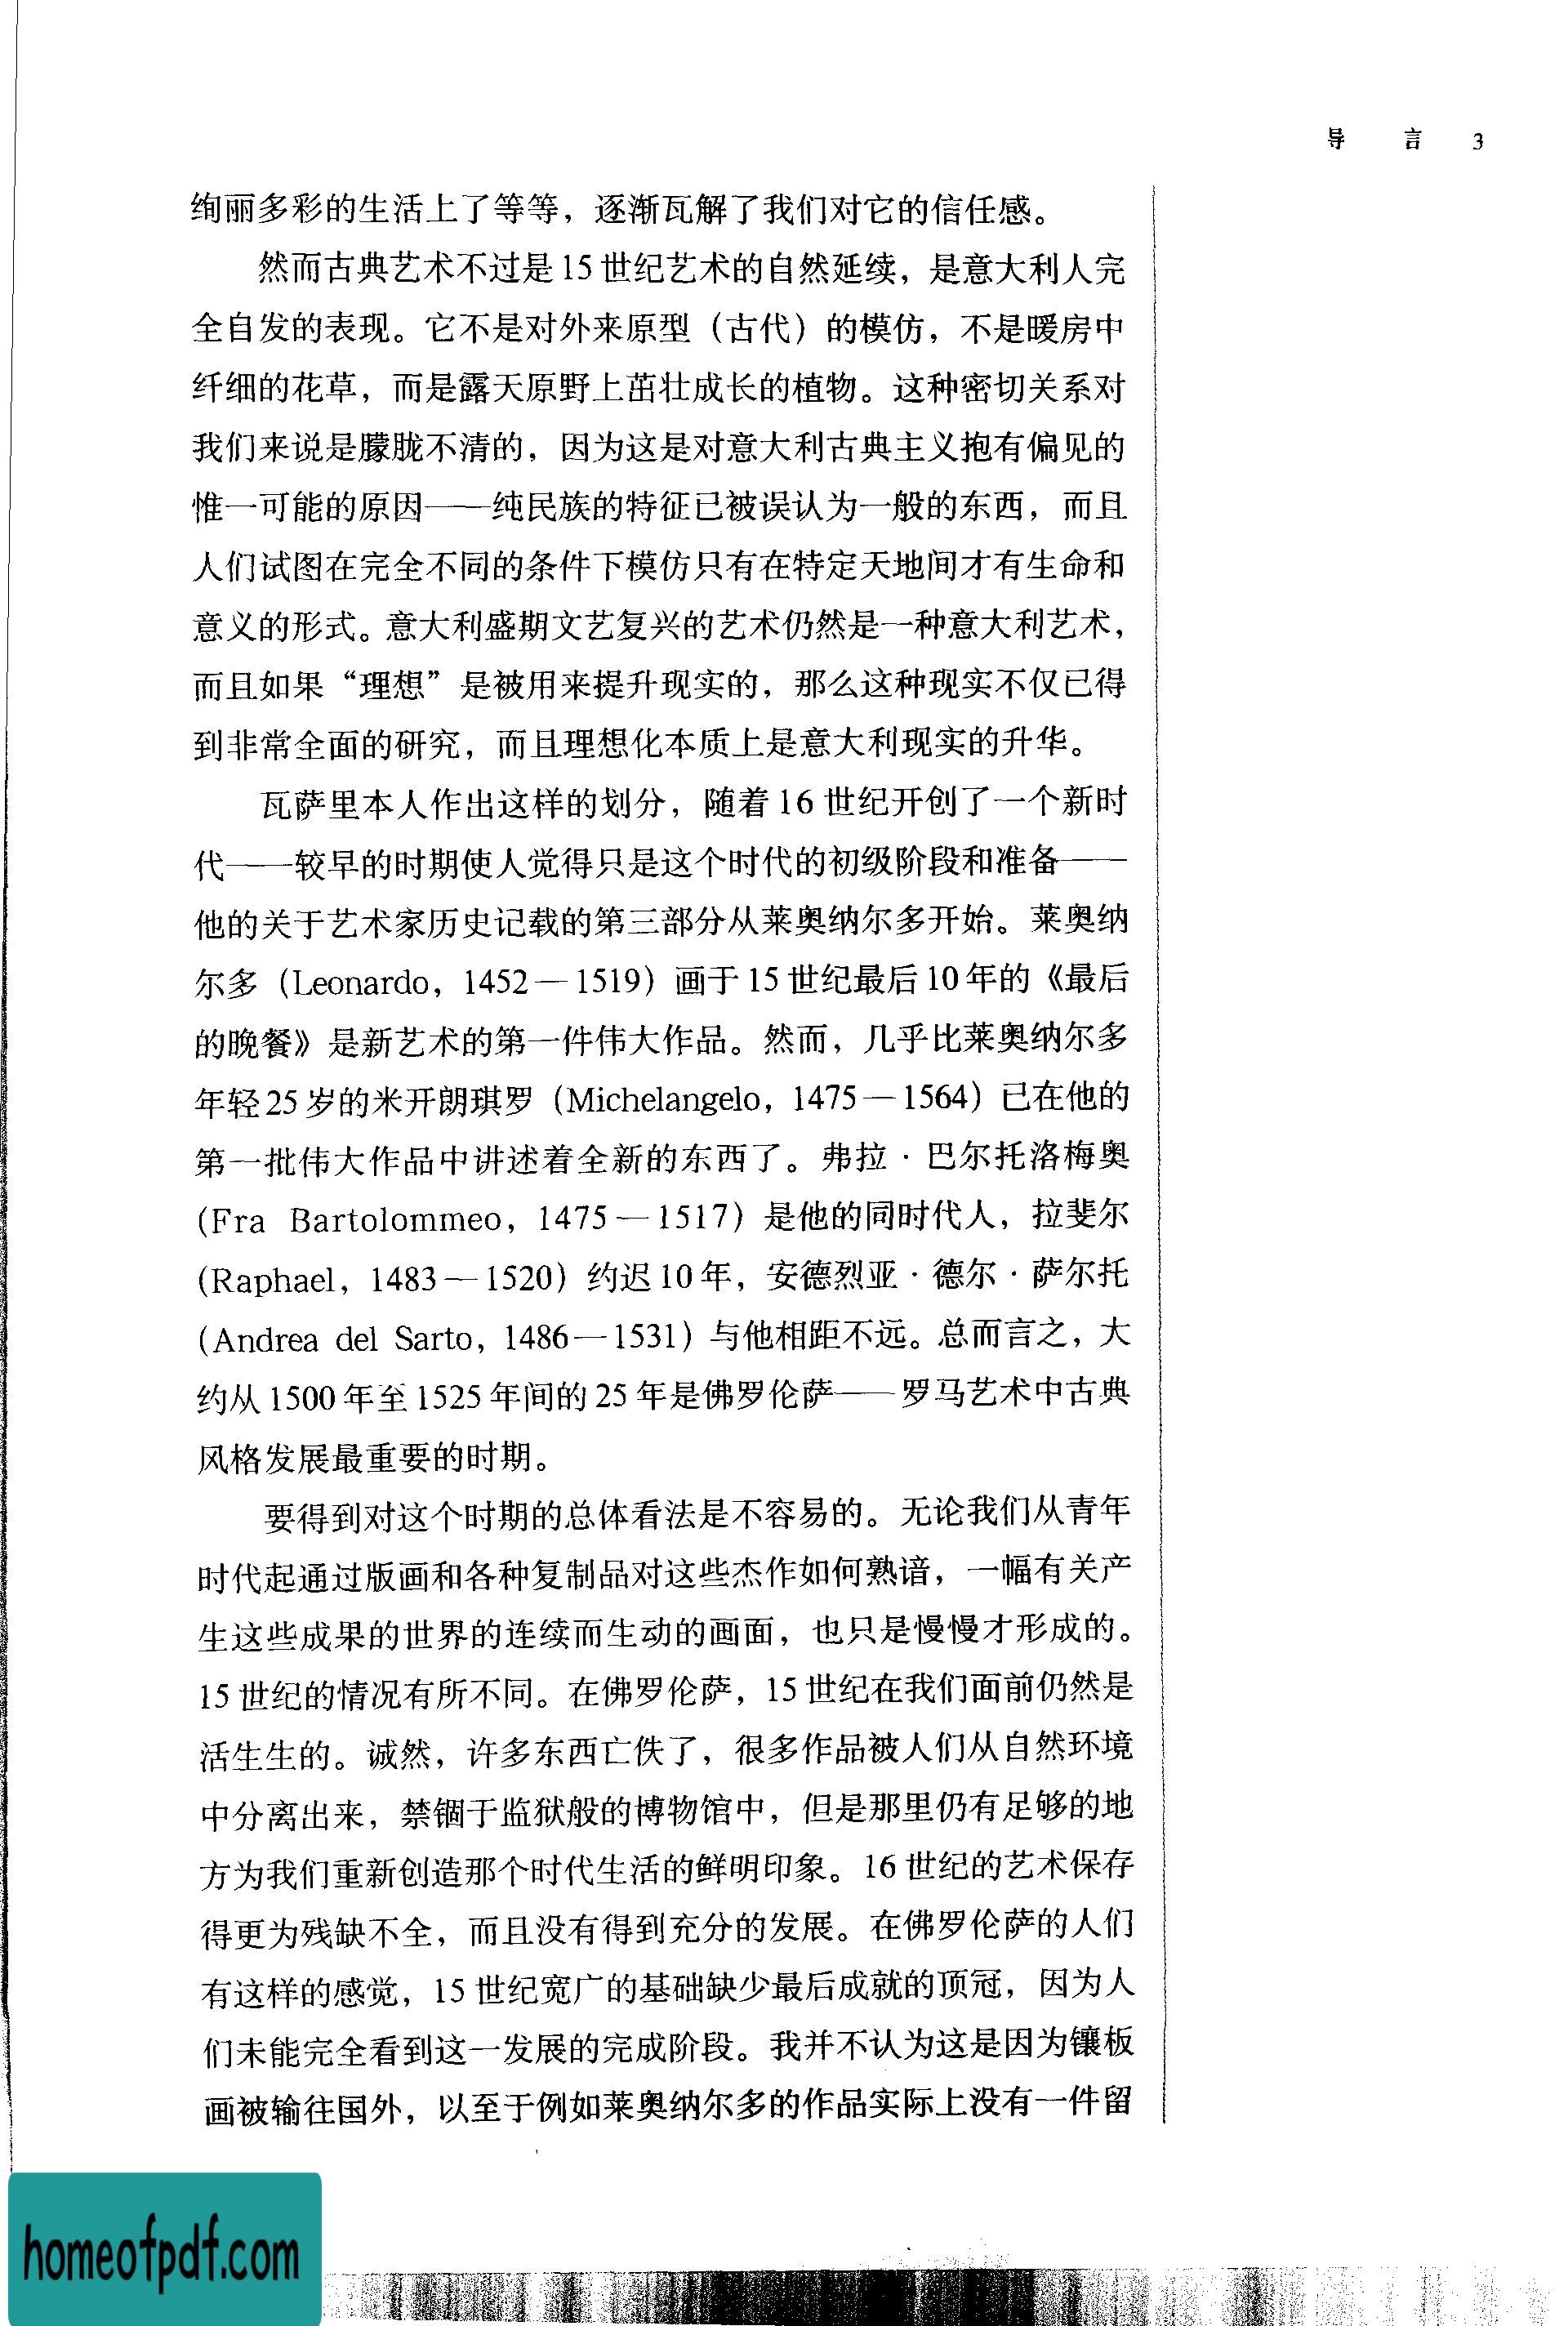 导 言 3
绚丽多彩的生活上了等等，逐渐瓦解了我们对它的信任感。
然而古典艺术不过是15世纪艺术的自然延续，是意大利人完
全自发的表现。它不是对外来原型（古代）的模仿，不是暖房中
纤细的花草，而是露天原野上茁壮成长的植物。这种密切关系对
我们来说是朦胧不清的，因为这是对意大利古典主义抱有偏见的
惟一可能的原因——纯民族的特征已被误认为一般的东西，而且
人们试图在完全不同的条件下模仿只有在特定天地间才有生命和
意义的形式。意大利盛期文艺复兴的艺术仍然是一种意大利艺术，
而且如果“理想”是被用来提升现实的，那么这种现实不仅已得
到非常全面的研究，而且理想化本质上是意大利现实的升华。
瓦萨里本人作出这样的划分，随着16世纪开创了一个新时
代——较早的时期使人觉得只是这个时代的初级阶段和准备——
他的关于艺术家历史记载的第三部分从莱奥纳尔多开始。莱奥纳
尔多（Leonardo，1452—1519）画于15世纪最后10年的《最后
的晚餐》是新艺术的第一件伟大作品。然而，几乎比莱奥纳尔多
年轻25岁的米开朗琪罗（Michelangelo，1475—1564）已在他的
第一批伟大作品中讲述着全新的东西了。弗拉·巴尔托洛梅奥
(Fra Bartolommeo，1475—1517）是他的同时代人，拉斐尔
(Raphael，1483—1520）约迟10年，安德烈亚·德尔·萨尔托
(Andrea del Sarto，1486—1531）与他相距不远。总而言之，大
约从1500年至1525年间的25年是佛罗伦萨——罗马艺术中古典
风格发展最重要的时期。
要得到对这个时期的总体看法是不容易的。无论我们从青年
时代起通过版画和各种复制品对这些杰作如何熟谙，一幅有关产
生这些成果的世界的连续而生动的画面，也只是慢慢才形成的。
15世纪的情况有所不同。在佛罗伦萨，15世纪在我们面前仍然是
活生生的。诚然，许多东西亡佚了，很多作品被人们从自然环境
中分离出来，禁锢于监狱般的博物馆中，但是那里仍有足够的地
方为我们重新创造那个时代生活的鲜明印象。16世纪的艺术保存
得更为残缺不全，而且没有得到充分的发展。在佛罗伦萨的人们
有这样的感觉，15世纪宽广的基础缺少最后成就的顶冠，因为人
们未能完全看到这一发展的完成阶段。我并不认为这是因为镶板
画被输往国外，以至于例如莱奥纳尔多的作品实际上没有一件留
homeofpdf.com